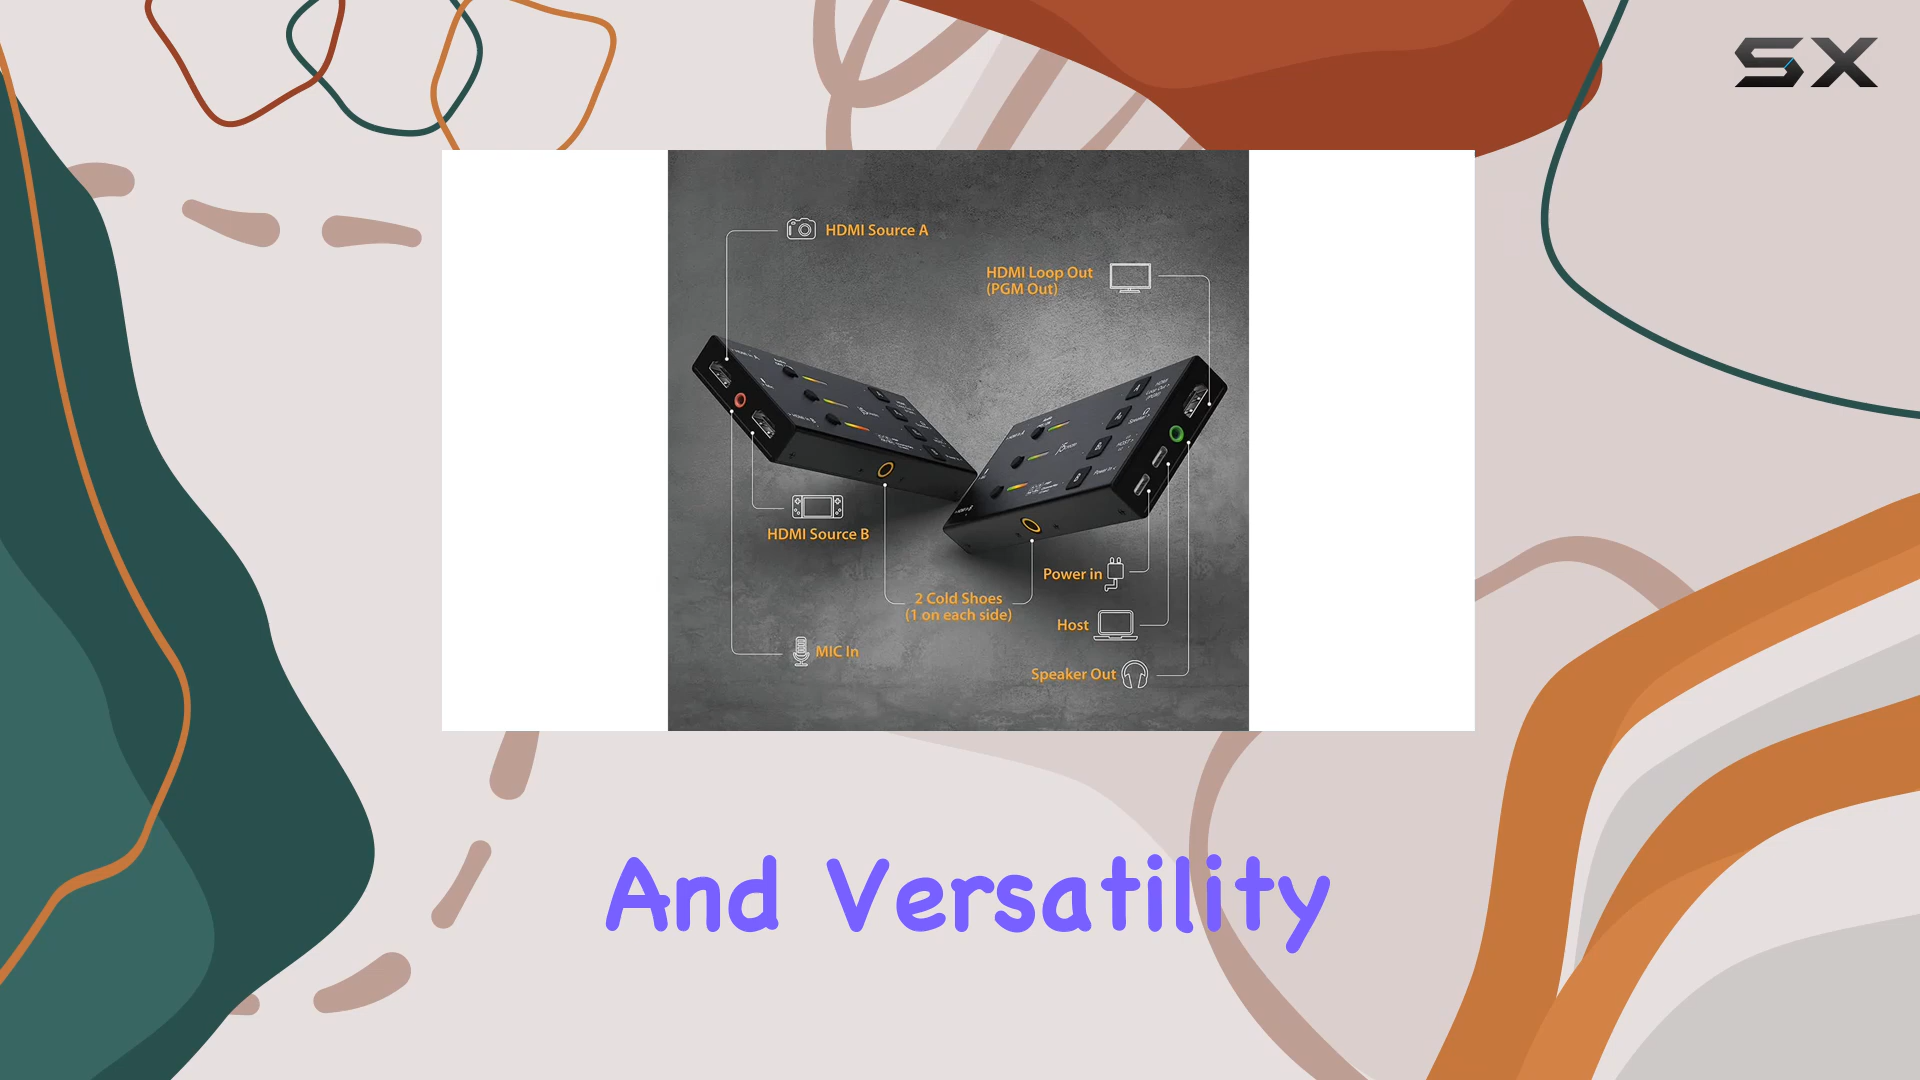 SX
HDMI Source A
HDMI Loop Out
(PGM Out)
HDMI Source B
Power in
2 Cold Shoes
(1 on each side)
Host
MIC In
Speaker Out
And Versatility